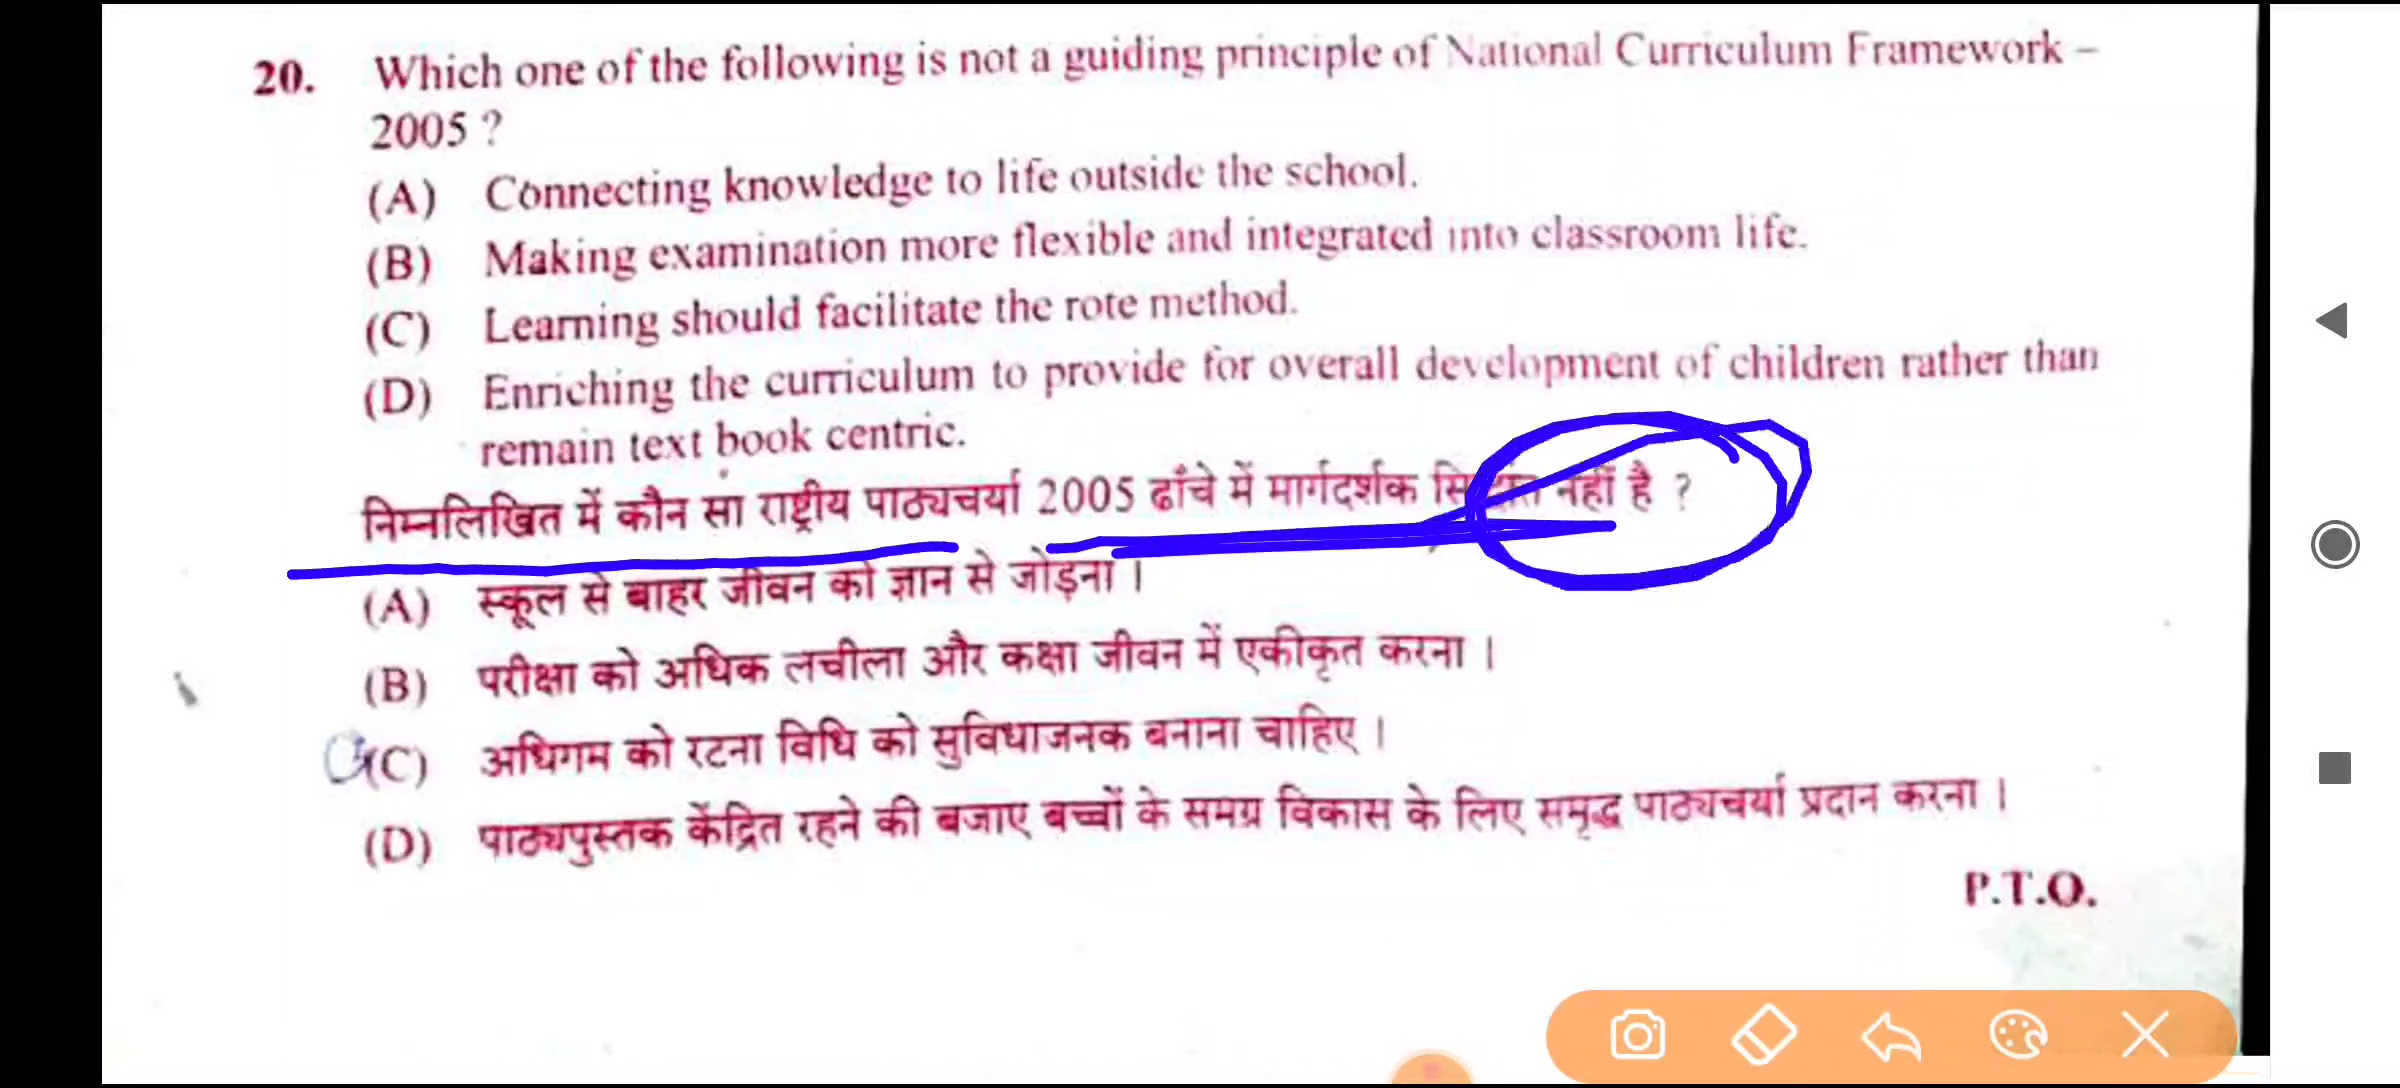 20. Which one of the following is not a guiding principle of National Curriculum Framework –
2005 ?
(A) Connecting knowledge to life outside the school.
(B) Making examination more flexible and integrated into classroom life.
(C) Learning should facilitate the rote method.
(D) Enriching the curriculum to provide for overall development of children rather than
remain text book centric.
निम्नलिखित में कौन सा राष्ट्रीय पाठ्यचर्या 2005 ढाँचे में मार्गदर्शक सिद्धांत नहीं है ?
(A) स्कूल से बाहर जीवन को ज्ञान से जोड़ना ।
(B) परीक्षा को अधिक लचीला और कक्षा जीवन में एकीकृत करना ।
(C) अधिगम को रटना विधि को सुविधाजनक बनाना चाहिए ।
(D) पाठ्यपुस्तक केंद्रित रहने की बजाए बच्चों के समग्र विकास के लिए समृद्ध पाठ्यचर्या प्रदान करना ।
P.T.O.